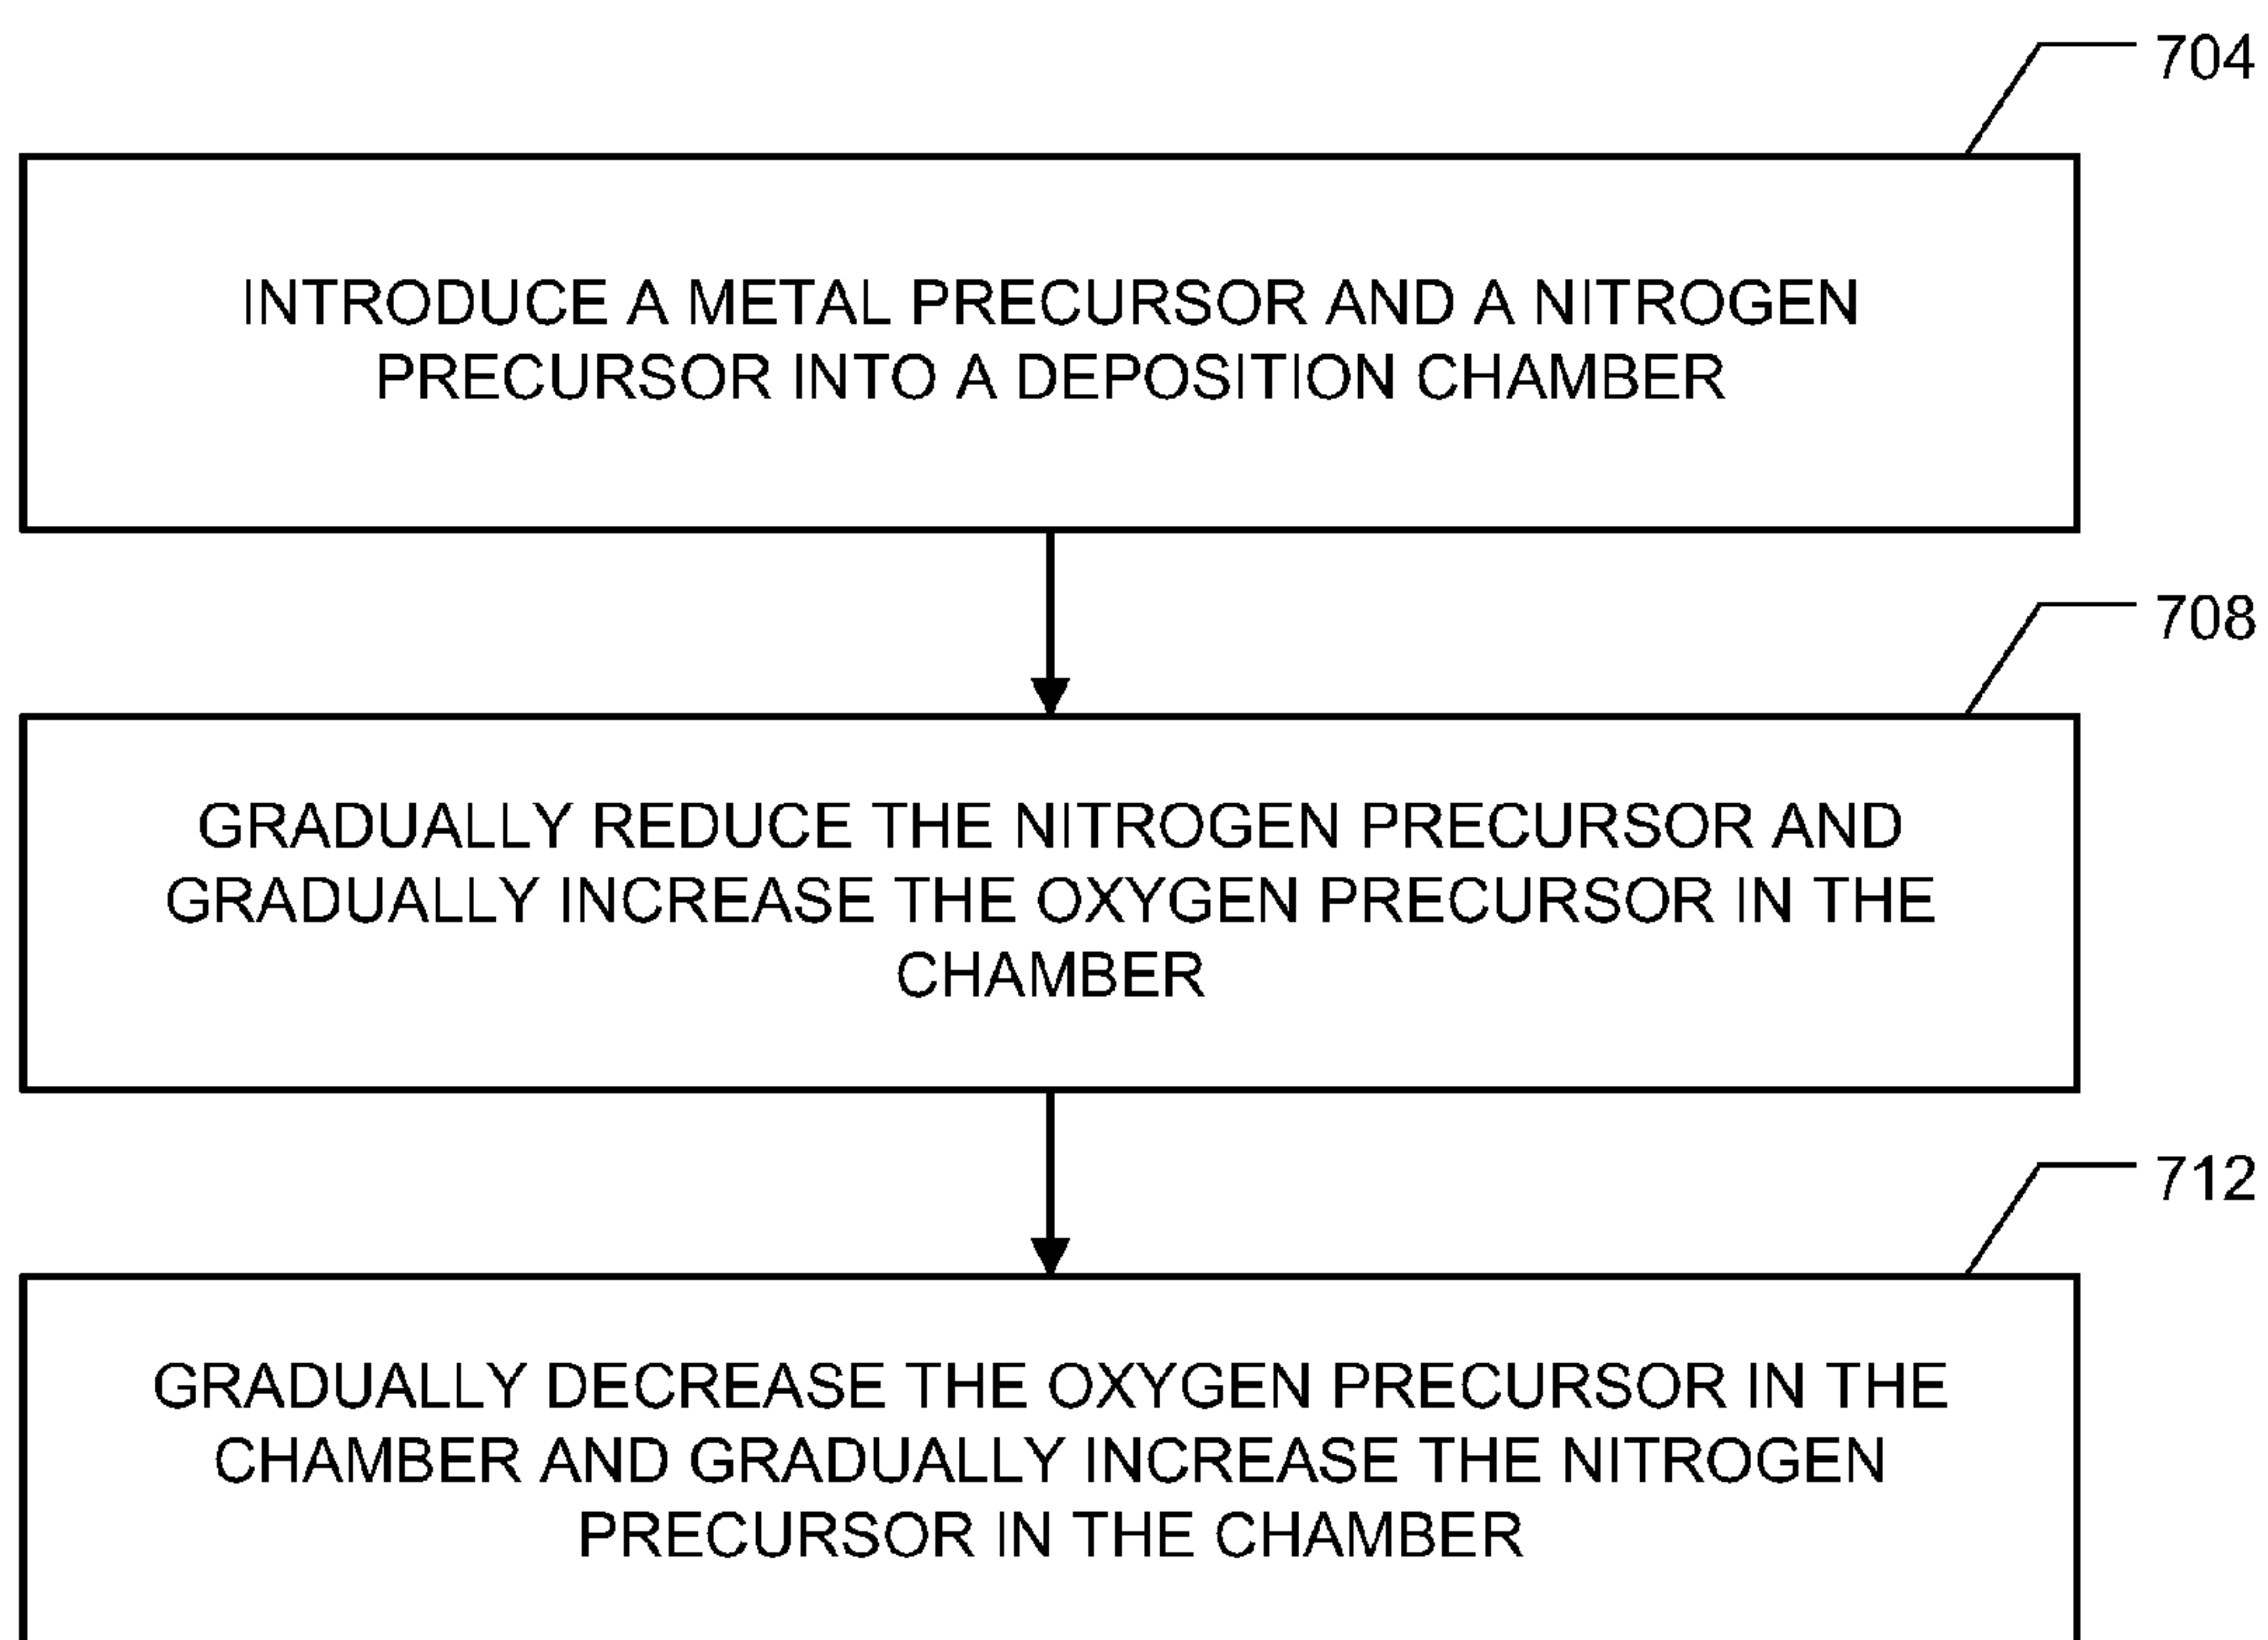 704
INTRODUCE A METAL PRECURSOR AND A NITROGEN
PRECURSOR INTO A DEPOSITION CHAMBER
708
GRADUALLY REDUCE THE NITROGEN PRECURSOR AND
GRADUALLY INCREASE THE OXYGEN PRECURSOR IN THE
CHAMBER
712
GRADUALLY DECREASE THE OXYGEN PRECURSOR IN THE
CHAMBER AND GRADUALLY INCREASE THE NITROGEN
PRECURSOR IN THE CHAMBER